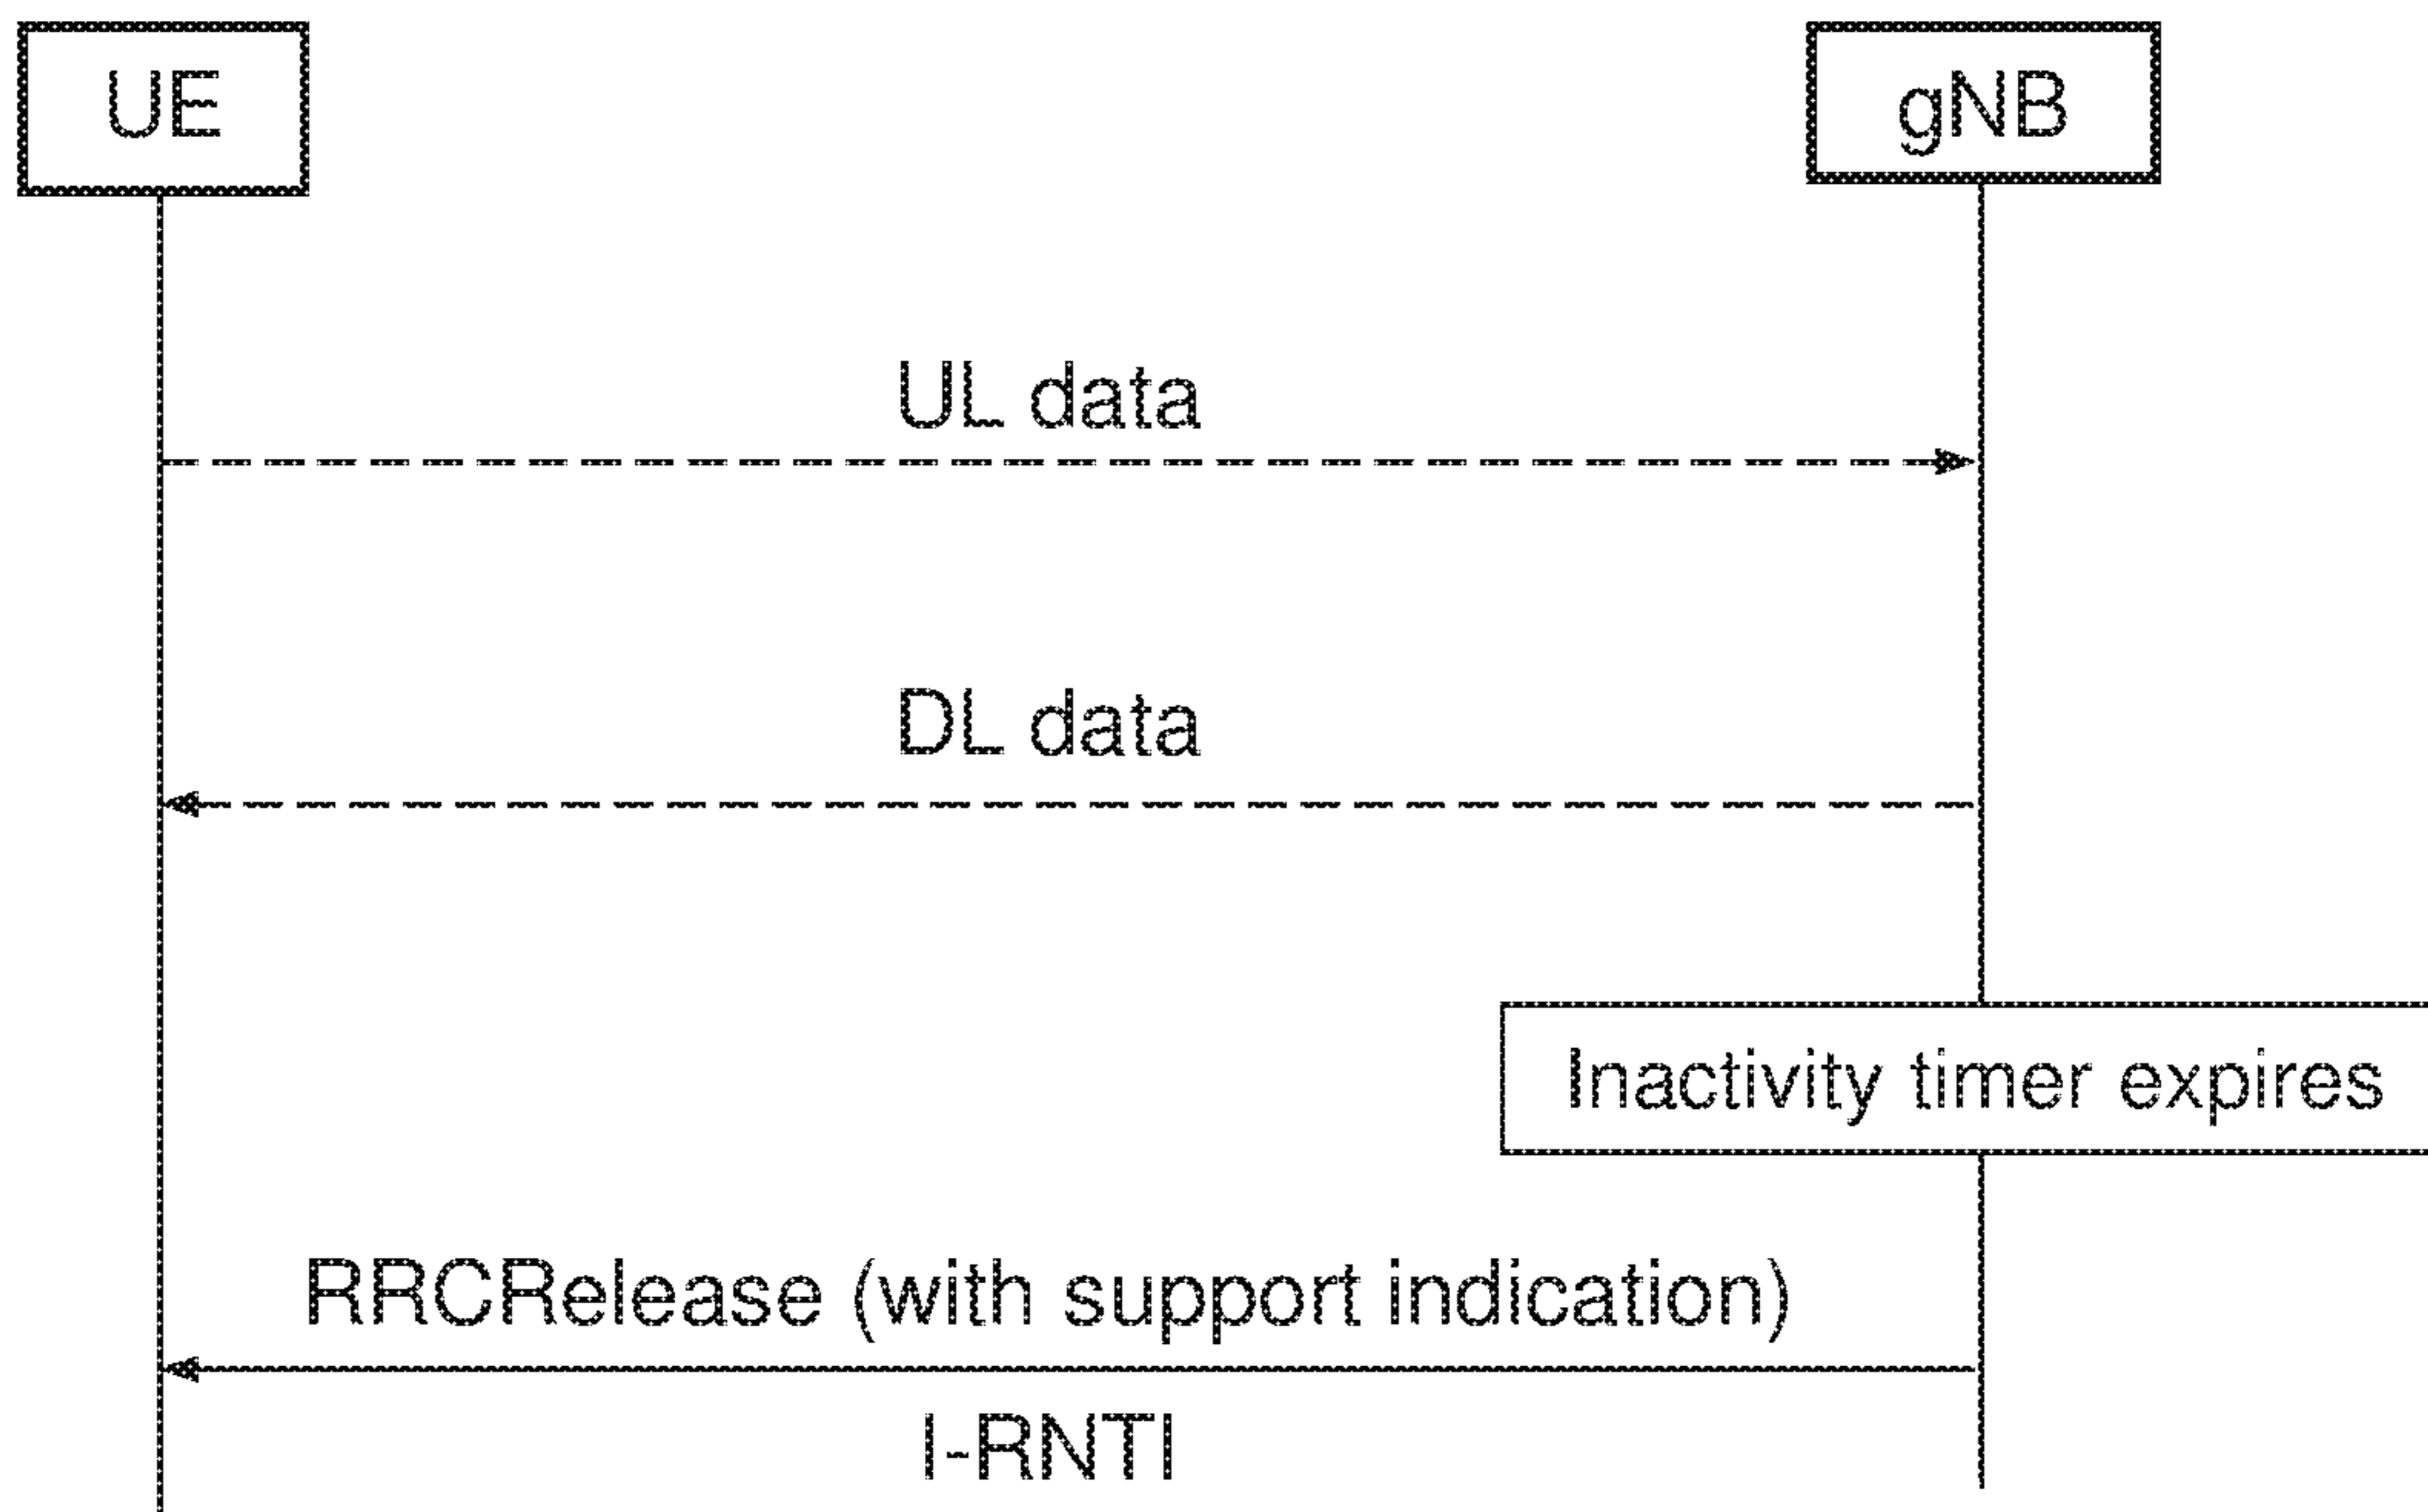 UE
gNB
UL data
DL data
Inactivity timer expires
RRCRelease (with support indication)
I-RNTI